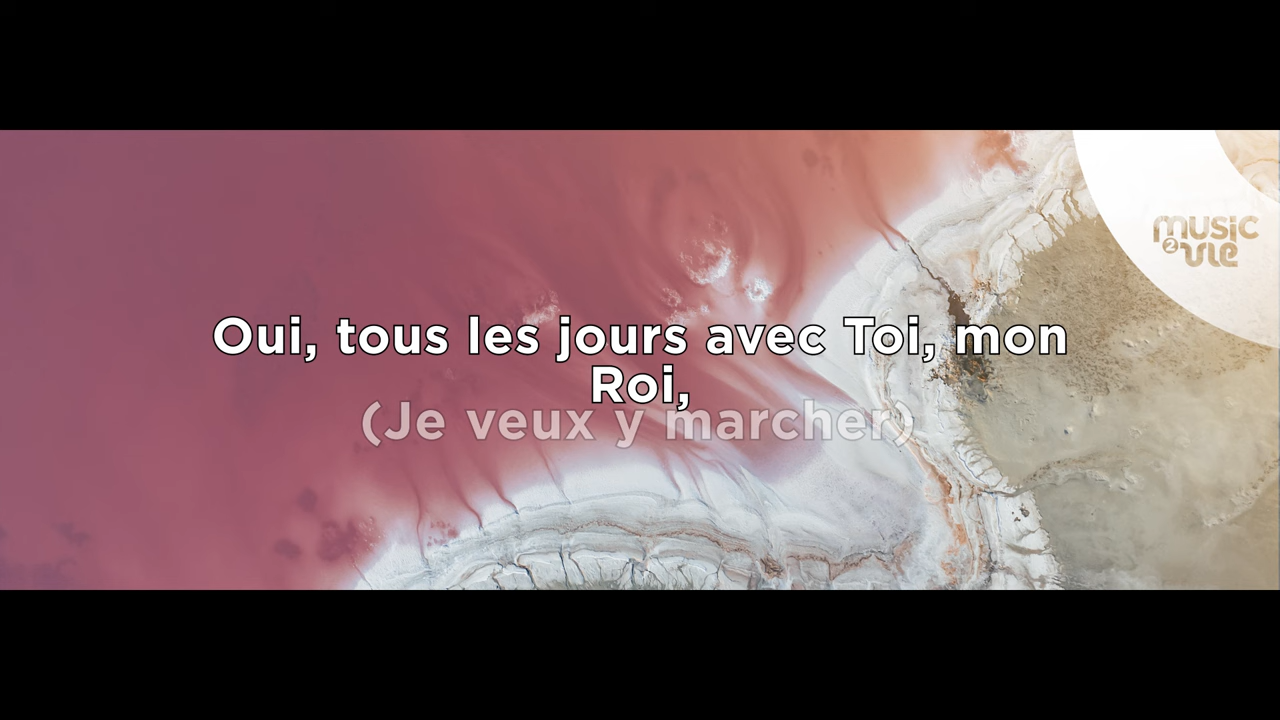 music
2 vie
Oui, tous les jours avec Toi, mon
Roi,
(Je veux y marcher)